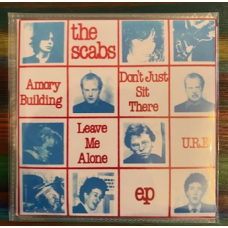 the
scabs
Amory
Building
Don't Just
Sit
There
Leave
Me
Alone
U.R.E
ep